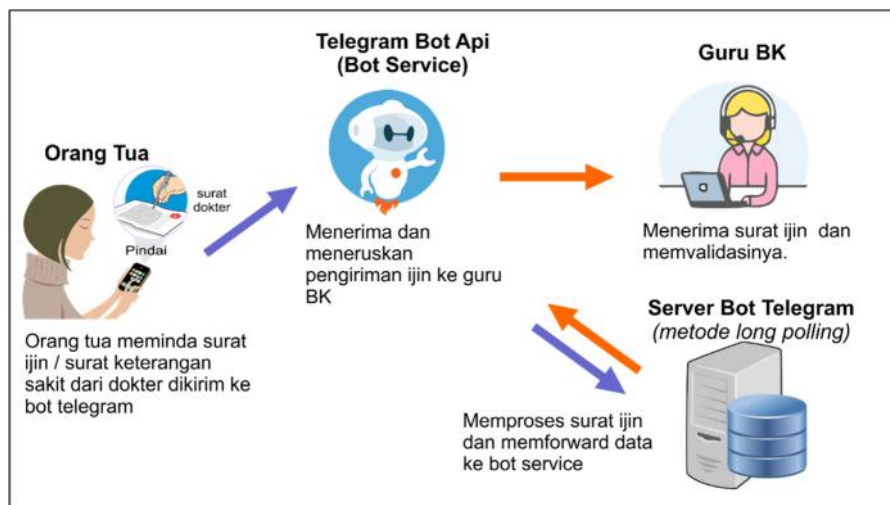 Telegram Bot Api
(Bot Service)
Guru BK
Orang Tua
surat
dokter
Pindai
Menerima dan
meneruskan
pengiriman ijin ke guru
BK
Menerima surat ijin dan
memvalidasinya.
Orang tua meminda surat
ijin / surat keterangan
sakit dari dokter dikirim ke
bot telegram
Server Bot Telegram
(metode long polling)
Memproses surat ijin
dan memforward data
ke bot service